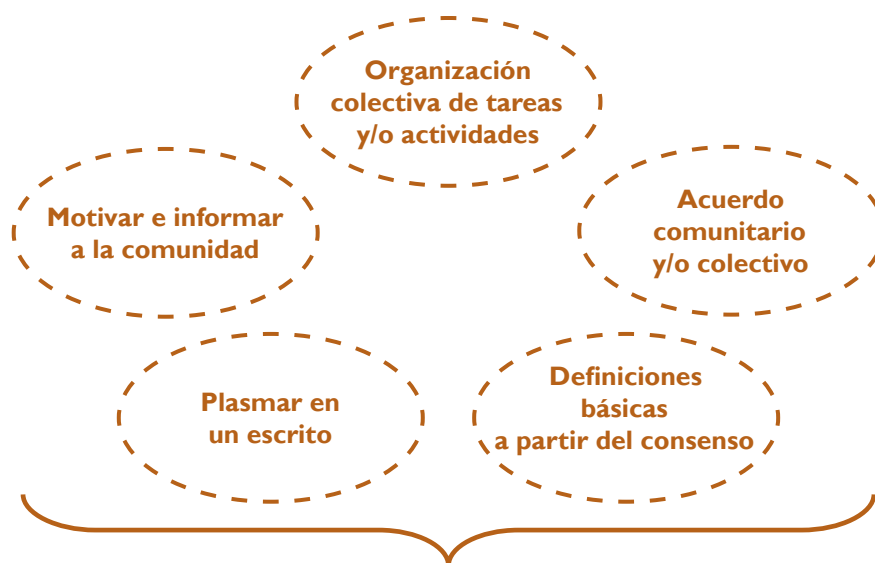 Organización
colectiva de tareas
y/o actividades
Motivar e informar
a la comunidad
Acuerdo
comunitario
y/o colectivo
Plasmar en
un escrito
Definiciones
básicas
a partir del consenso